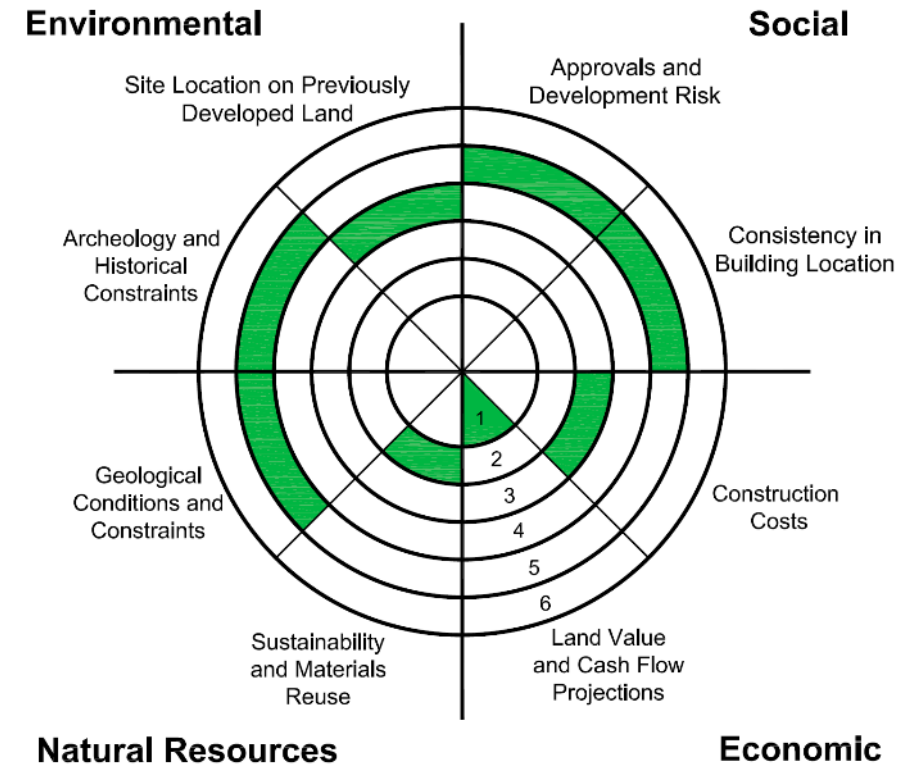 Environmental
Social
Site Location on Previously
Developed Land
Approvals and
Development Risk
Archeology and
Historical
Constraints
Consistency in
Building Location
1
2
3
4
5
6
Geological
Conditions and
Constraints
Construction
Costs
Sustainability
and Materials
Reuse
Land Value
and Cash Flow
Projections
Natural Resources
Economic